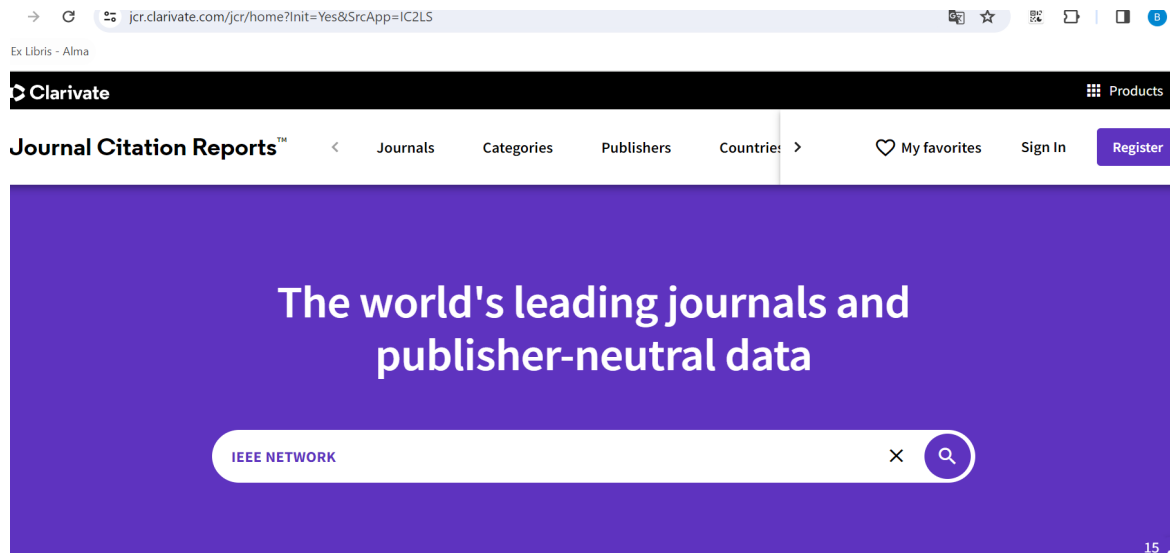 jcr.clarivate.com/jcr/home?Init=Yes&SrcApp=IC2LS
B
Ex Libris - Alma
Clarivate
Products
Journal Citation Reports™
Journals
Categories
Publishers
Countries
My favorites
Sign In
Register
The world's leading journals and
publisher-neutral data
IEEE NETWORK
15